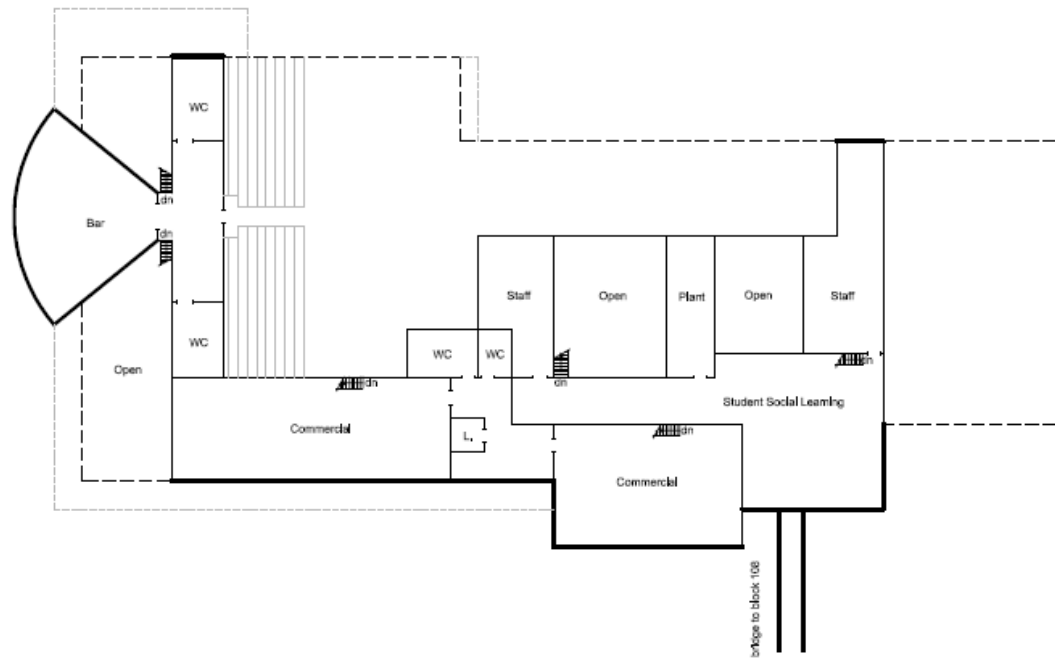 WC
dn
Bar
dn
Staff
Open
Plant
Open
Staff
WC
WC
WC
Open
dn
dn
dn
Student Social Learning
Commercial
L.
dn
Commercial
bridge to block 108